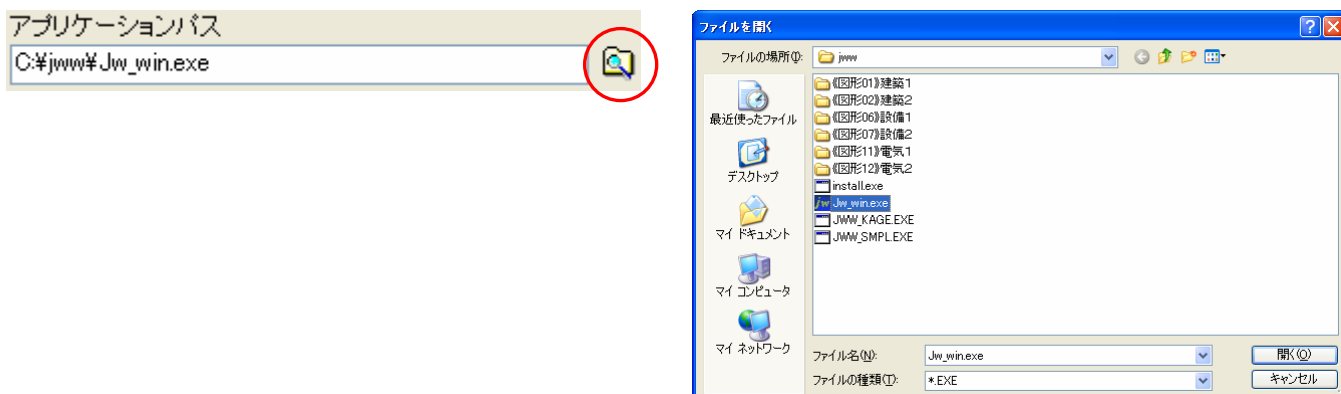 アプリケーションパス
C:¥jww¥Jw_win.exe
ファイルを開く
ファイルの場所(I):
jww
最近使ったファイル
デスクトップ
マイ ドキュメント
マイ コンピュータ
マイ ネットワーク
《図形01》建築1
《図形02》建築2
《図形06》設備1
《図形07》設備2
《図形11》電気1
《図形12》電気2
install.exe
Jw_win.exe
JWW_KAGE.EXE
JWW_SMPL.EXE
ファイル名(N):
Jw_win.exe
開く(O)
ファイルの種類(T):
*.EXE
キャンセル